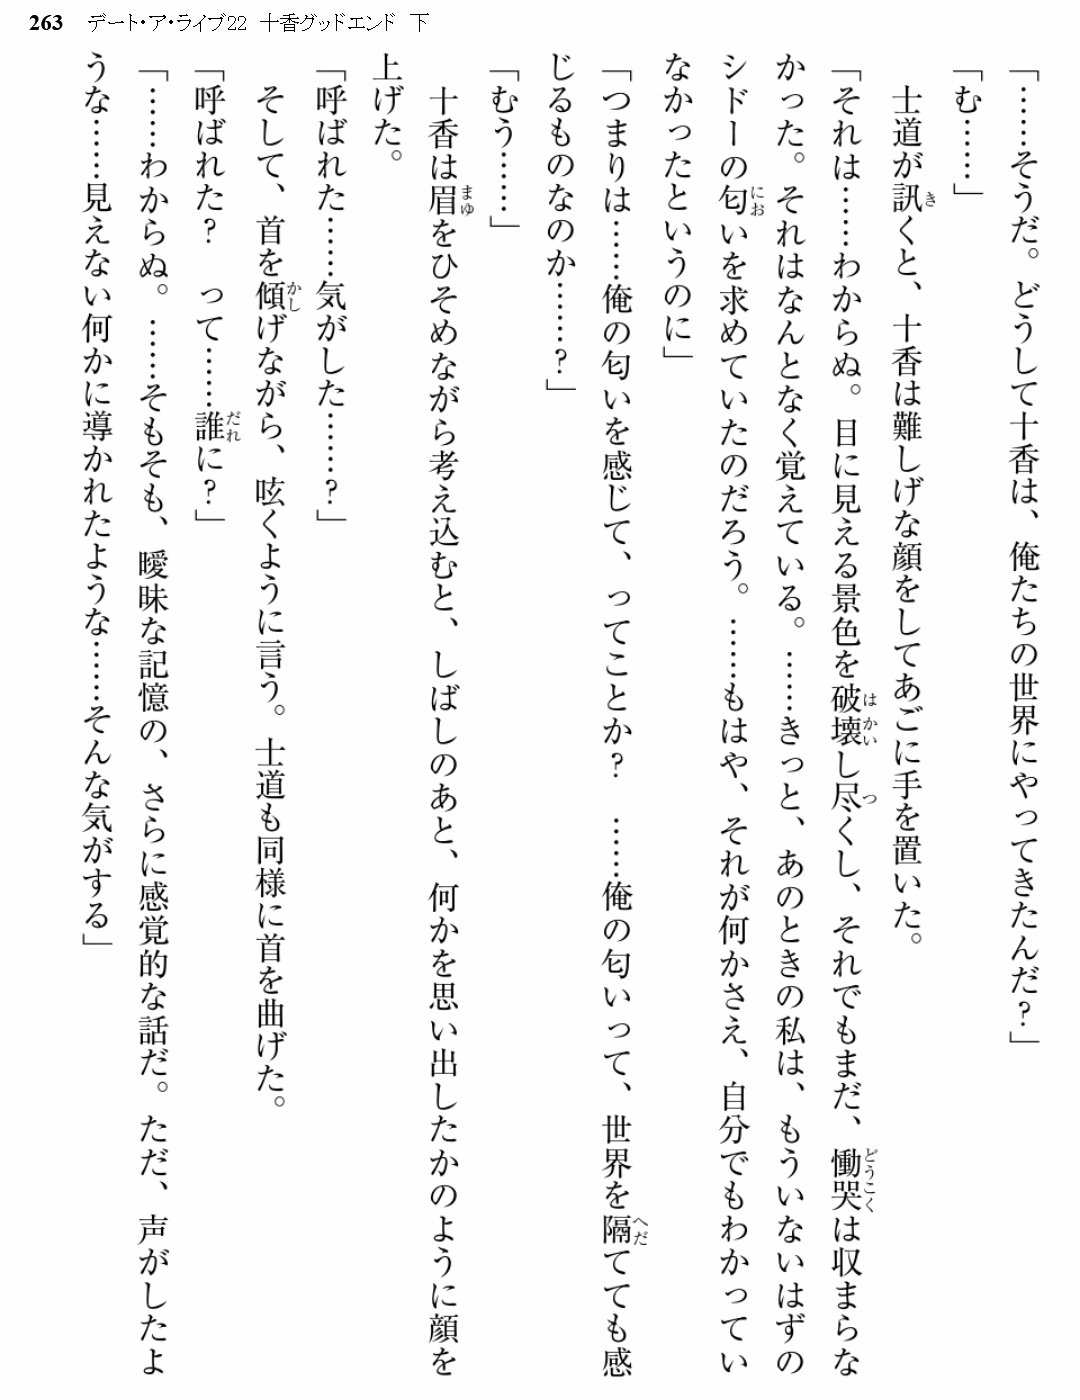 263 デート・ア・ライブ22 十香グッドエンド 下
「……そうだ。どうして十香は、俺たちの世界にやってきたんだ？」
「む……」
　士道が訊くと、十香は難しげな顔をしてあごに手を置いた。
「それは……わからぬ。目に見える景色を破壊し尽くし、それでもまだ、慟哭は収まらな
かった。それはなんとなく覚えている。……きっと、あのときの私は、もういないはずの
シドーの匂いを求めていたのだろう。……もはや、それが何かさえ、自分でもわかってい
なかったというのに」
「つまりは……俺の匂いを感じて、ってことか？　……俺の匂いって、世界を隔てても感
じるものなのか……？」
「むう……」
　十香は眉をひそめながら考え込むと、しばしのあと、何かを思い出したかのように顔を
上げた。
「呼ばれた……気がした……？」
　そして、首を傾げながら、呟くように言う。士道も同様に首を曲げた。
「呼ばれた？　って……誰に？」
「……わからぬ。……そもそも、曖昧な記憶の、さらに感覚的な話だ。ただ、声がしたよ
うな……見えない何かに導かれたような……そんな気がする」